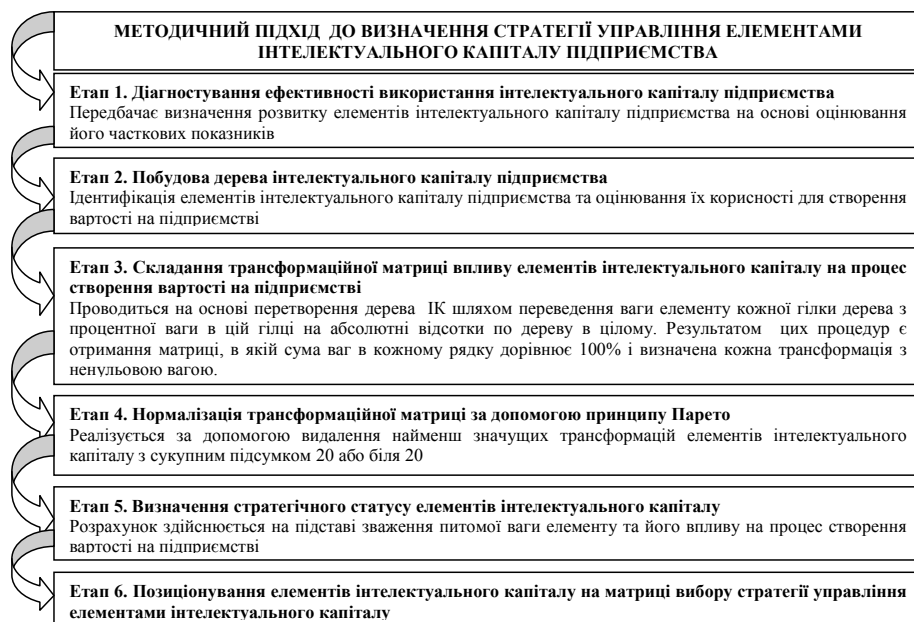 МЕТОДИЧНИЙ ПІДХІД ДО ВИЗНАЧЕННЯ СТРАТЕГІЇ УПРАВЛІННЯ ЕЛЕМЕНТАМИ
ІНТЕЛЕКТУАЛЬНОГО КАПІТАЛУ ПІДПРИЄМСТВА
Етап 1. Діагностування ефективності використання інтелектуального капіталу підприємства
Передбачає визначення розвитку елементів інтелектуального капіталу підприємства на основі оцінювання
його часткових показників
Етап 2. Побудова дерева інтелектуального капіталу підприємства
Ідентифікація елементів інтелектуального капіталу підприємства та оцінювання їх корисності для створення
вартості на підприємстві
Етап 3. Складання трансформаційної матриці впливу елементів інтелектуального капіталу на процес
створення вартості на підприємстві
Проводиться на основі перетворення дерева ІК шляхом переведення ваги елементу кожної гілки дерева з
процентної ваги в цій гілці на абсолютні відсотки по дереву в цілому. Результатом цих процедур є
отримання матриці, в якій сума ваг в кожному рядку дорівнює 100% і визначена кожна трансформація з
ненульовою вагою.
Етап 4. Нормалізація трансформаційної матриці за допомогою принципу Парето
Реалізується за допомогою видалення найменш значущих трансформацій елементів інтелектуального
капіталу з сукупним підсумком 20 або біля 20
Етап 5. Визначення стратегічного статусу елементів інтелектуального капіталу
Розрахунок здійснюється на підставі зваження питомої ваги елементу та його впливу на процес створення
вартості на підприємстві
Етап 6. Позиціонування елементів інтелектуального капіталу на матриці вибору стратегії управління
елементами інтелектуального капіталу